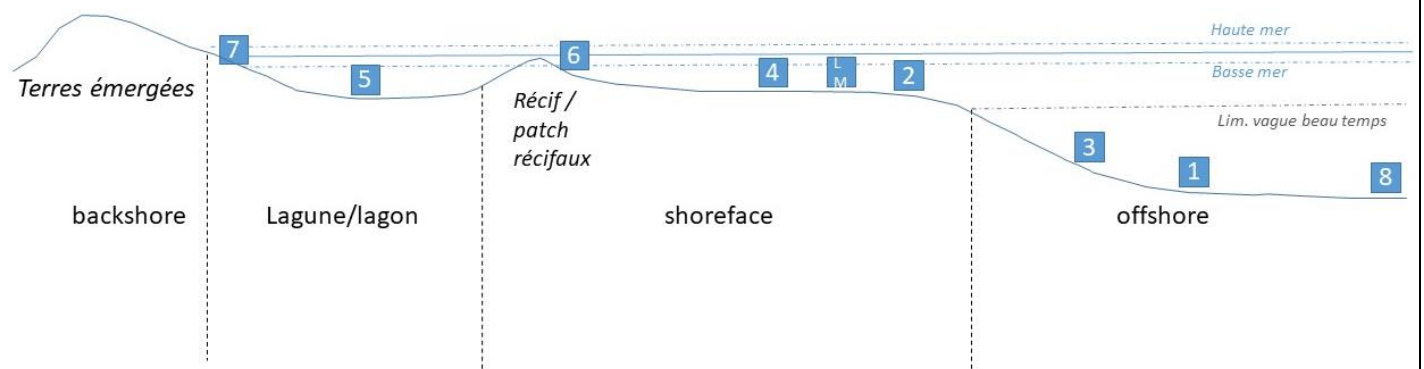 Haute mer
7
6
5
4
L
M
2
Basse mer
Terres émergées
Récif /
patch
récifaux
Lim. vague beau temps
3
1
8
backshore
Lagune/lagon
shoreface
offshore